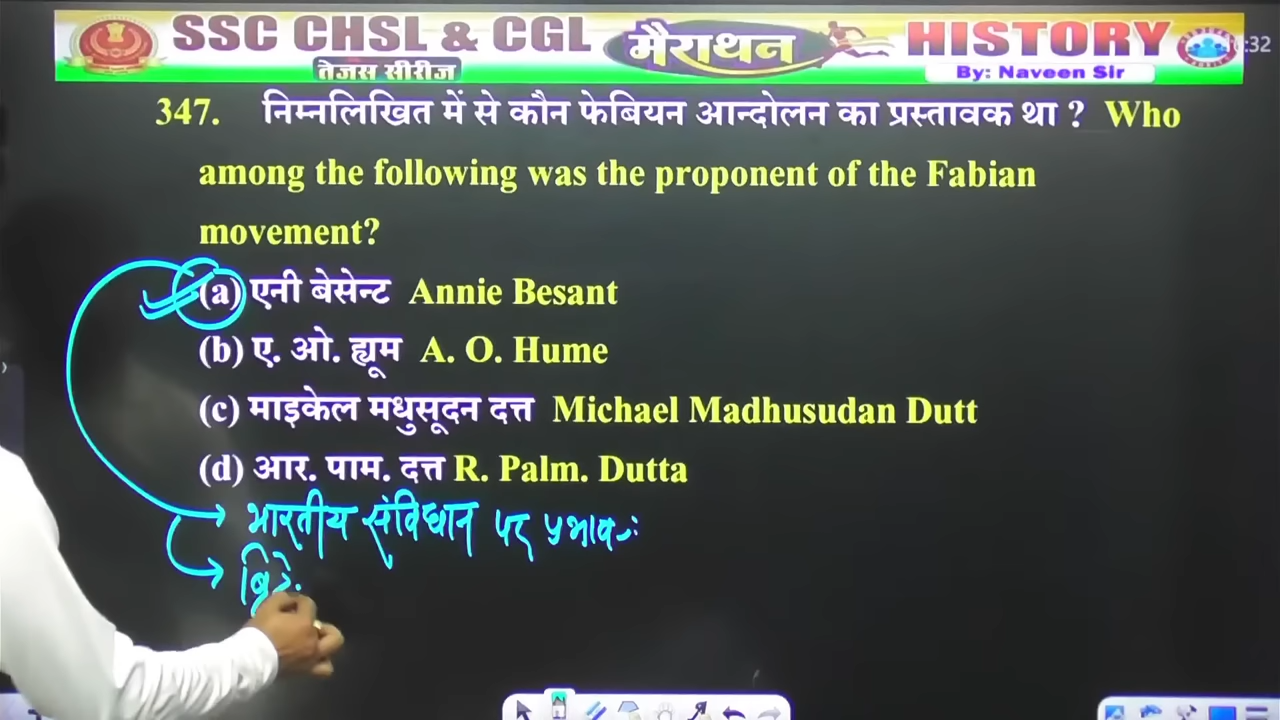 SSC CHSL & CGL मैराथन HISTORY
तेजस सीरीज By: Naveen Sir
347. निम्नलिखित में से कौन फेबियन आन्दोलन का प्रस्तावक था ? Who
among the following was the proponent of the Fabian
movement?
(a) एनी बेसेन्ट Annie Besant
(b) ए. ओ. ह्यूम A. O. Hume
(c) माइकेल मधुसूदन दत्त Michael Madhusudan Dutt
(d) आर. पाम. दत्त R. Palm. Dutta
भारतीय संविधान पर प्रभाव